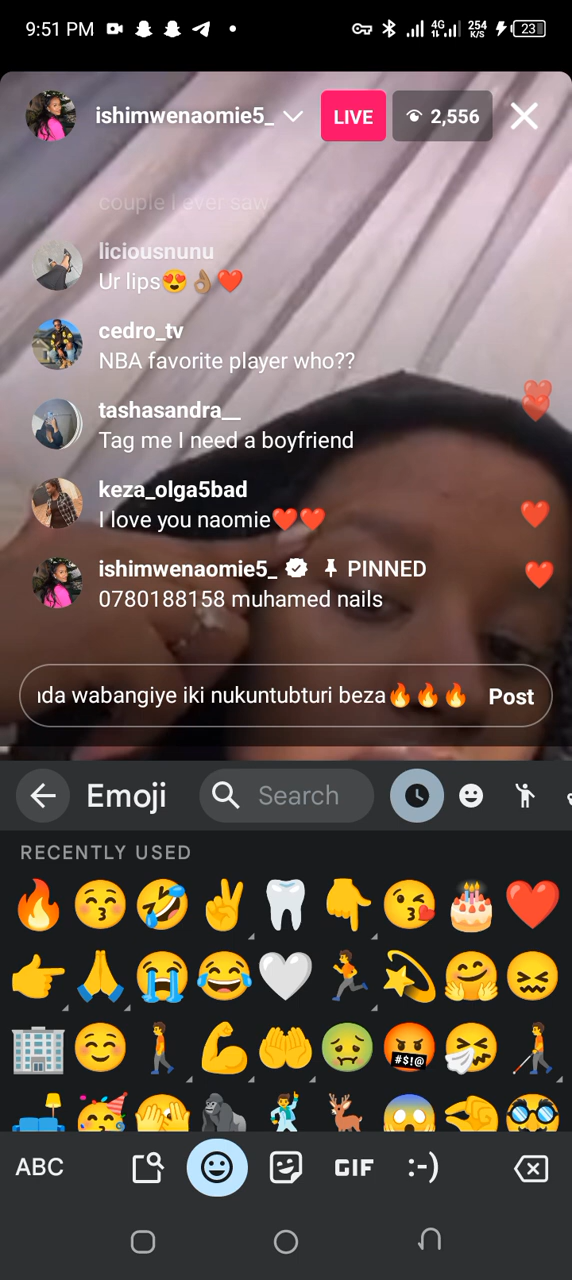 9:51 PM
4G
254
K/S
23
ishimwenaomie5_
LIVE
2,556
couple I ever saw
liciousnunu
Ur lips😍👌🏽❤️
cedro_tv
NBA favorite player who??
tashasandra__
Tag me I need a boyfriend
keza_olga5bad
I love you naomie❤️❤️
ishimwenaomie5_ PINNED
0780188158 muhamed nails
nda wabangiye iki nukuntubturi beza🔥🔥🔥 Post
Emoji
Search
RECENTLY USED
ABC
GIF
:-)